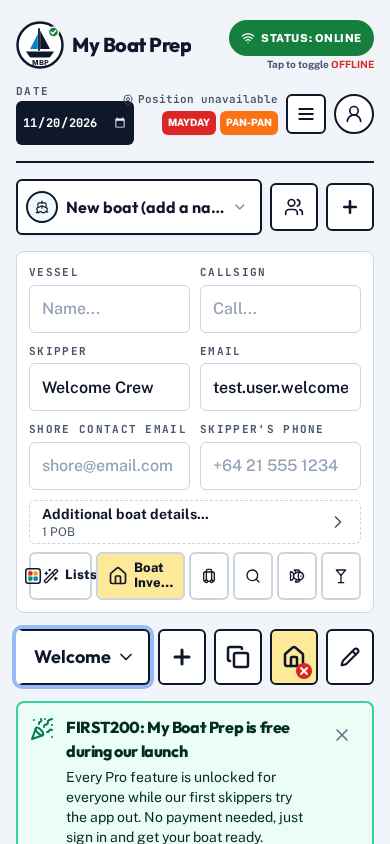 MBP
My Boat Prep
STATUS: ONLINE
Tap to toggle OFFLINE
DATE
11/20/2026
Position unavailable
MAYDAY
PAN-PAN
New boat (add a na...
VESSEL
CALLSIGN
Name...
Call...
SKIPPER
EMAIL
Welcome Crew
test.user.welcome
SHORE CONTACT EMAIL
SKIPPER'S PHONE
shore@email.com
+64 21 555 1234
Additional boat details...
1 POB
Lists
Boat
Inve...
Welcome
FIRST200: My Boat Prep is free
during our launch
Every Pro feature is unlocked for
everyone while our first skippers try
the app out. No payment needed, just
sign in and get your boat ready.